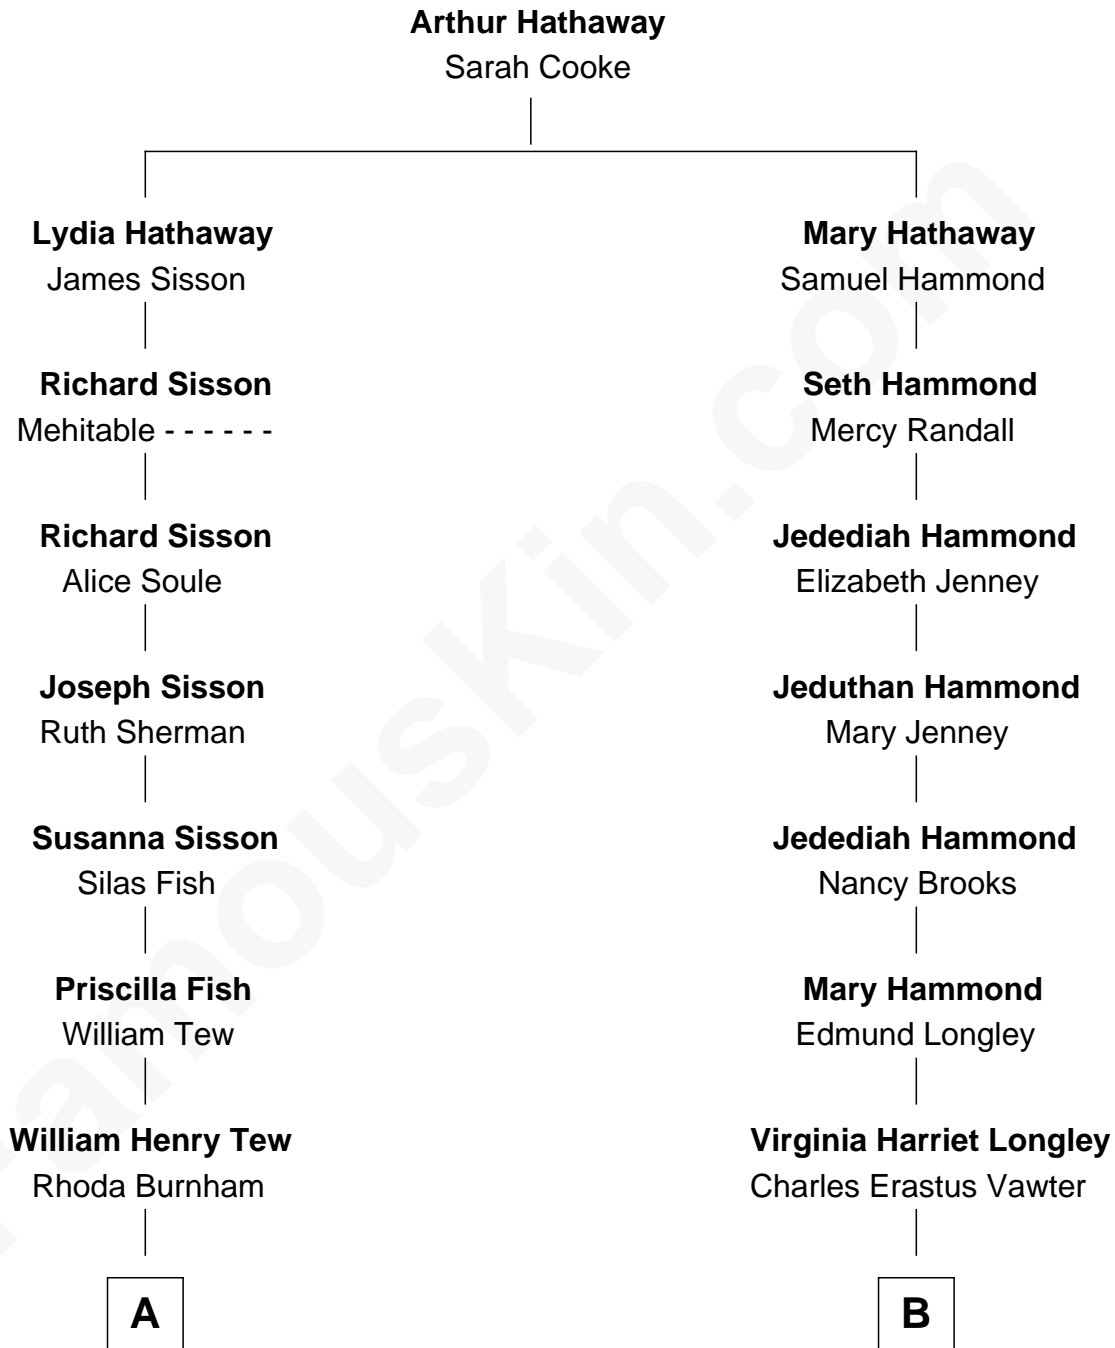 Arthur Hathaway
Sarah Cooke
Lydia Hathaway
James Sisson
Richard Sisson
Mehitable - - - - - -
Richard Sisson
Alice Soule
Joseph Sisson
Ruth Sherman
Susanna Sisson
Silas Fish
Priscilla Fish
William Tew
William Henry Tew
Rhoda Burnham
A
Mary Hathaway
Samuel Hammond
Seth Hammond
Mercy Randall
Jedediah Hammond
Elizabeth Jenney
Jeduthan Hammond
Mary Jenney
Jedediah Hammond
Nancy Brooks
Mary Hammond
Edmund Longley
Virginia Harriet Longley
Charles Erastus Vawter
B
FamousKin.com